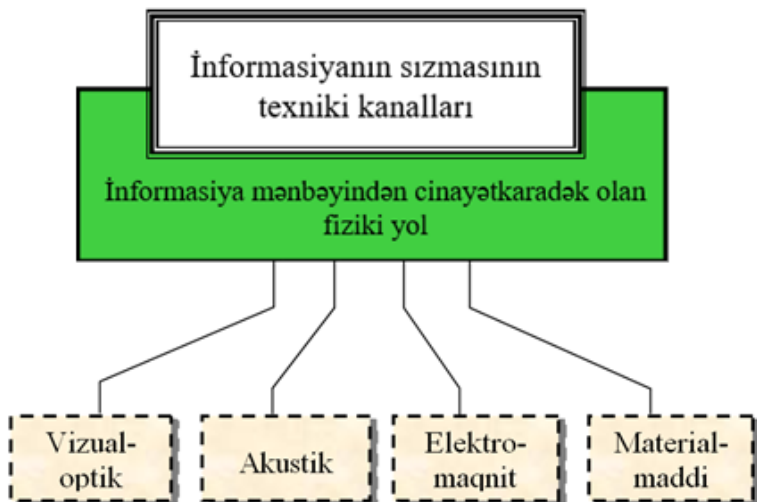 İnformasiyanın sızmasının
texniki kanalları
İnformasiya mənbəyindən cinayətkaradək olan
fiziki yol
Vizual-
optik
Akustik
Elektro-
maqnit
Material-
maddi